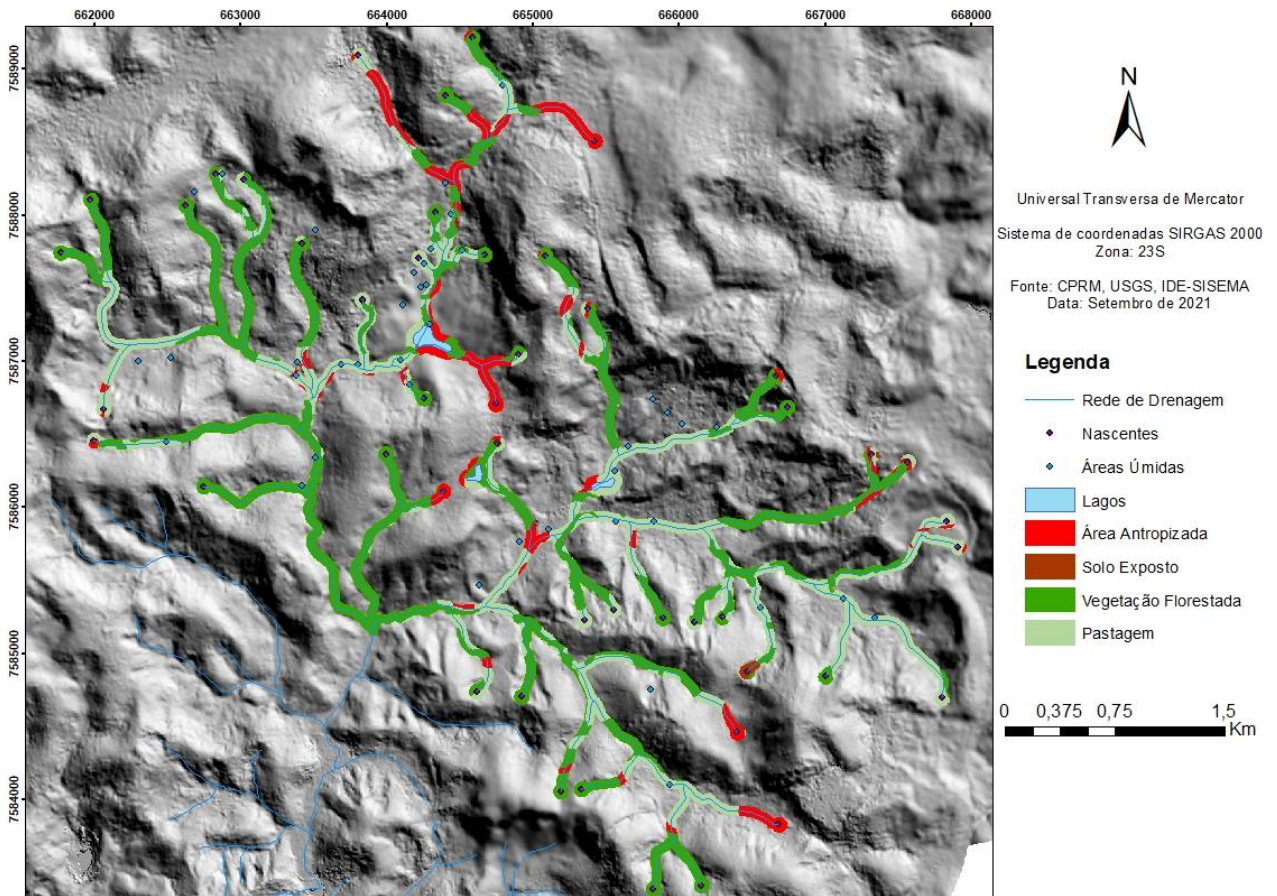 662000 663000 664000 665000 666000 667000 668000
7589000
7588000
7587000
7586000
7585000
7584000
N
Universal Transversa de Mercator
Sistema de coordenadas SIRGAS 2000
Zona: 23S
Fonte: CPRM, USGS, IDE-SISEMA
Data: Setembro de 2021
Legenda
Rede de Drenagem
Nascentes
Áreas Úmidas
Lagos
Área Antropizada
Solo Exposto
Vegetação Florestada
Pastagem
0 0,375 0,75 1,5
Km